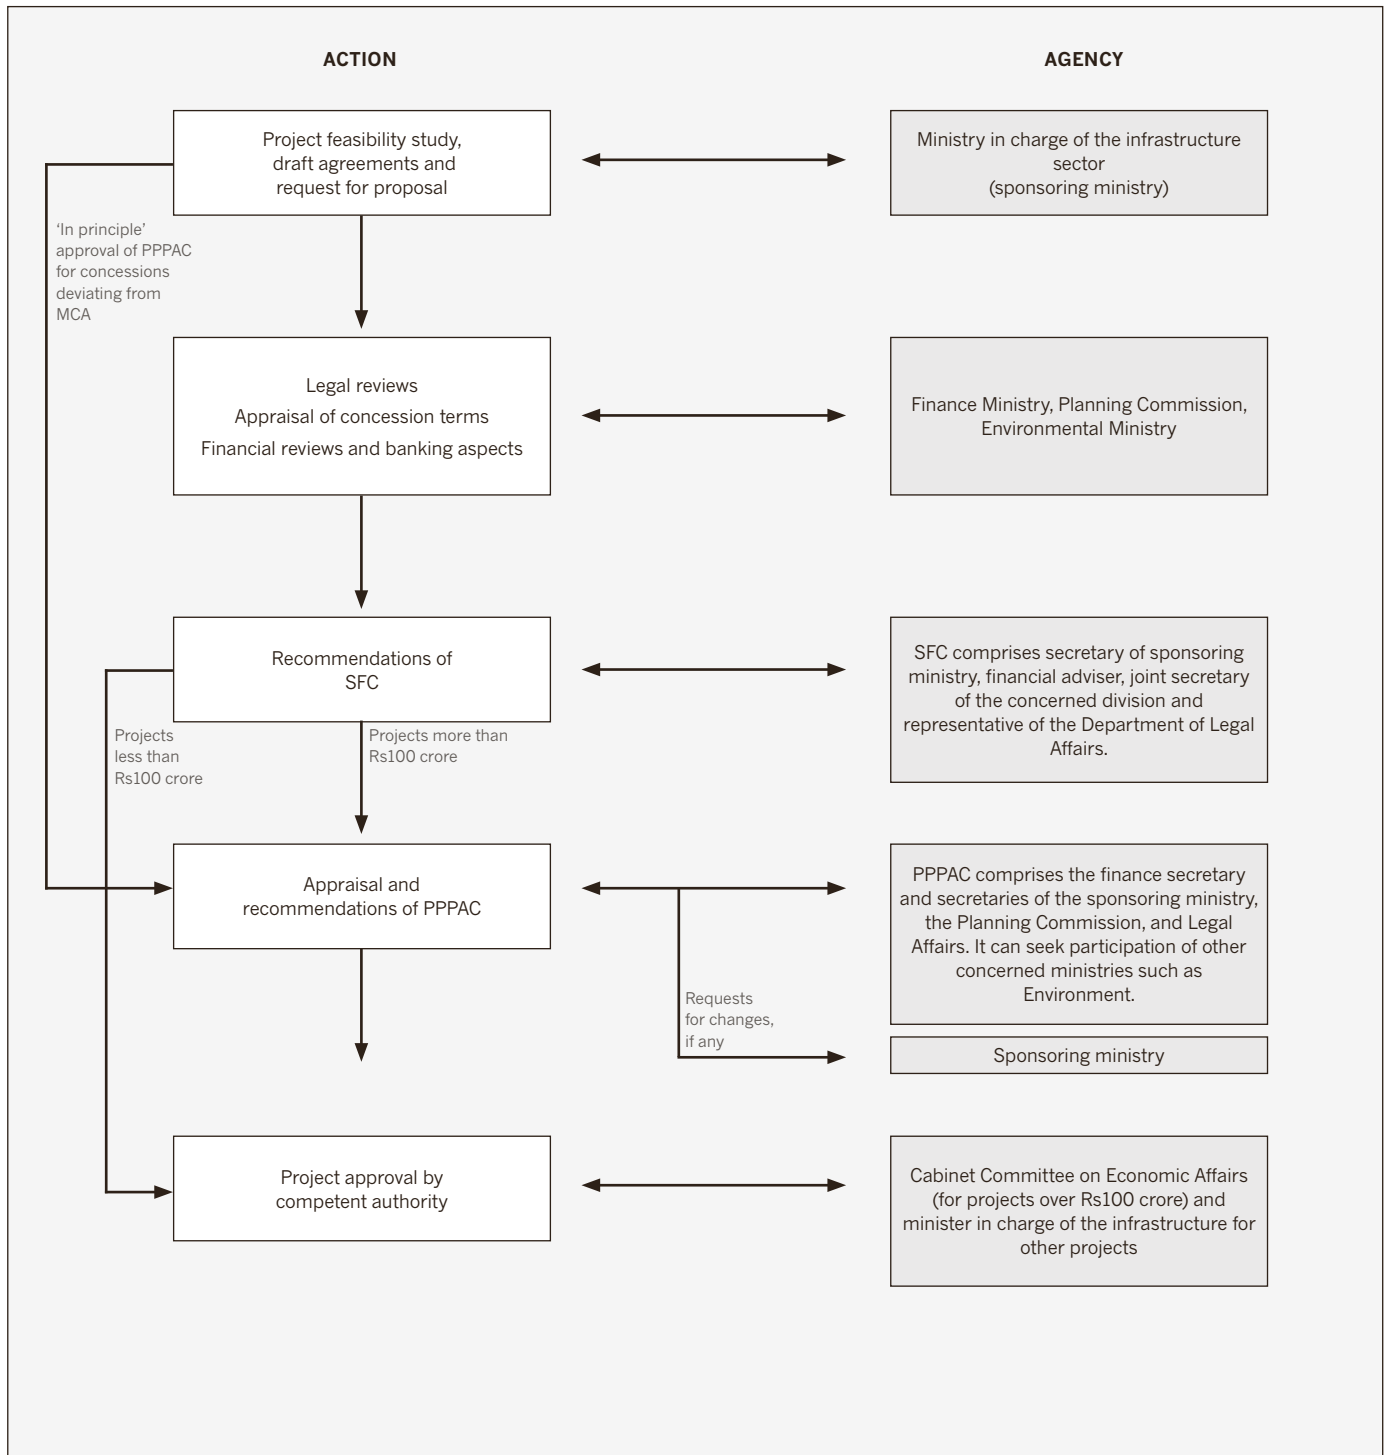 ACTION
AGENCY
Project feasibility study,
draft agreements and
request for proposal
Ministry in charge of the infrastructure
sector
(sponsoring ministry)
‘In principle’
approval of PPPAC
for concessions
deviating from
MCA
Legal reviews
Appraisal of concession terms
Financial reviews and banking aspects
Finance Ministry, Planning Commission,
Environmental Ministry
Recommendations of
SFC
SFC comprises secretary of sponsoring
ministry, financial adviser, joint secretary
of the concerned division and
representative of the Department of Legal
Affairs.
Projects
less than
Rs100 crore
Projects more than
Rs100 crore
Appraisal and
recommendations of PPPAC
PPPAC comprises the finance secretary
and secretaries of the sponsoring ministry,
the Planning Commission, and Legal
Affairs. It can seek participation of other
concerned ministries such as
Environment.
Requests
for changes,
if any
Sponsoring ministry
Project approval by
competent authority
Cabinet Committee on Economic Affairs
(for projects over Rs100 crore) and
minister in charge of the infrastructure for
other projects